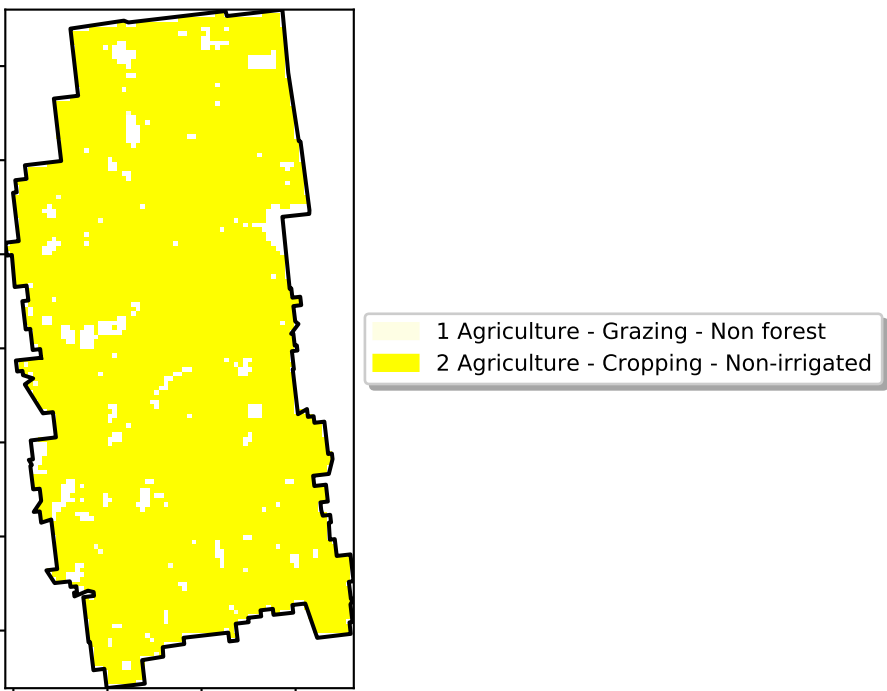 1 Agriculture - Grazing - Non forest
2 Agriculture - Cropping - Non-irrigated